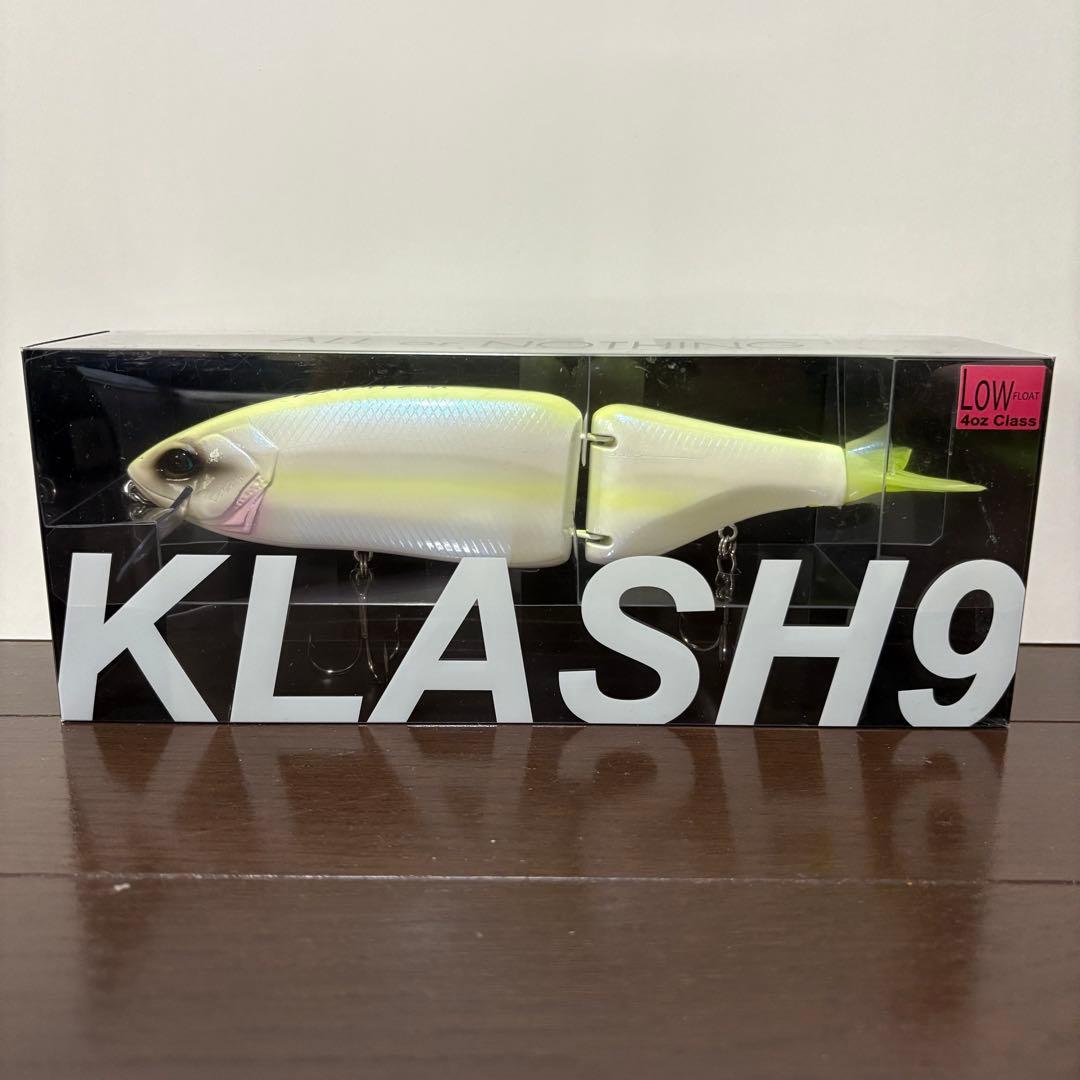 ALL or NOTHING
LOW FLOAT
4oz Class
KLASH9